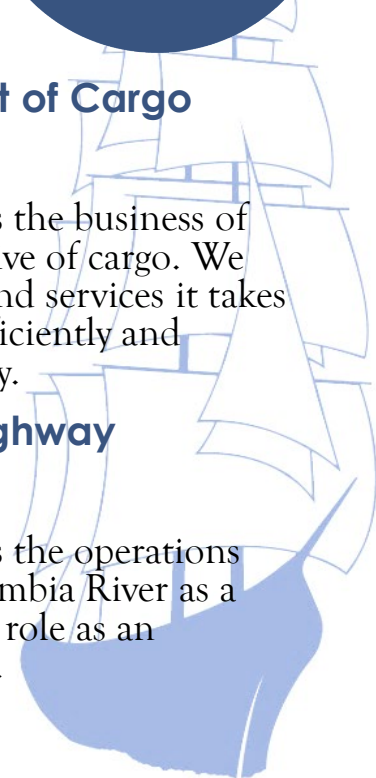 t of Cargo
s the business of
ive of cargo. We
nd services it takes
ficiently and
y.
ghway
s the operations
mbia River as a
role as an